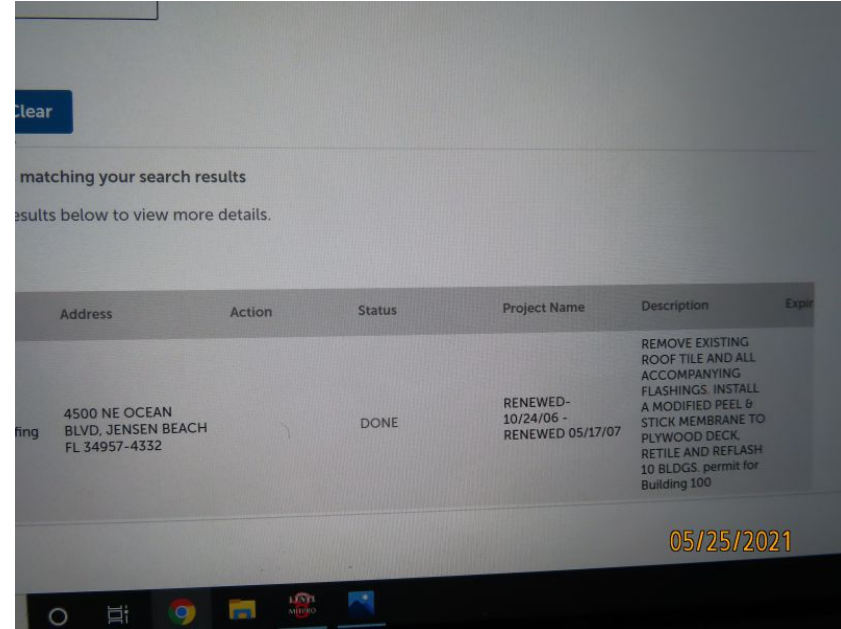 Clear
matching your search results
esults below to view more details.
Address Action Status Project Name Description Expir
fing
4500 NE OCEAN
BLVD, JENSEN BEACH
FL 34957-4332
DONE
RENEWED-
10/24/06 -
RENEWED 05/17/07
REMOVE EXISTING
ROOF TILE AND ALL
ACCOMPANYING
FLASHINGS. INSTALL
A MODIFIED PEEL &
STICK MEMBRANE TO
PLYWOOD DECK,
RETILE AND REFLASH
10 BLDGS. permit for
Building 100
05/25/2021